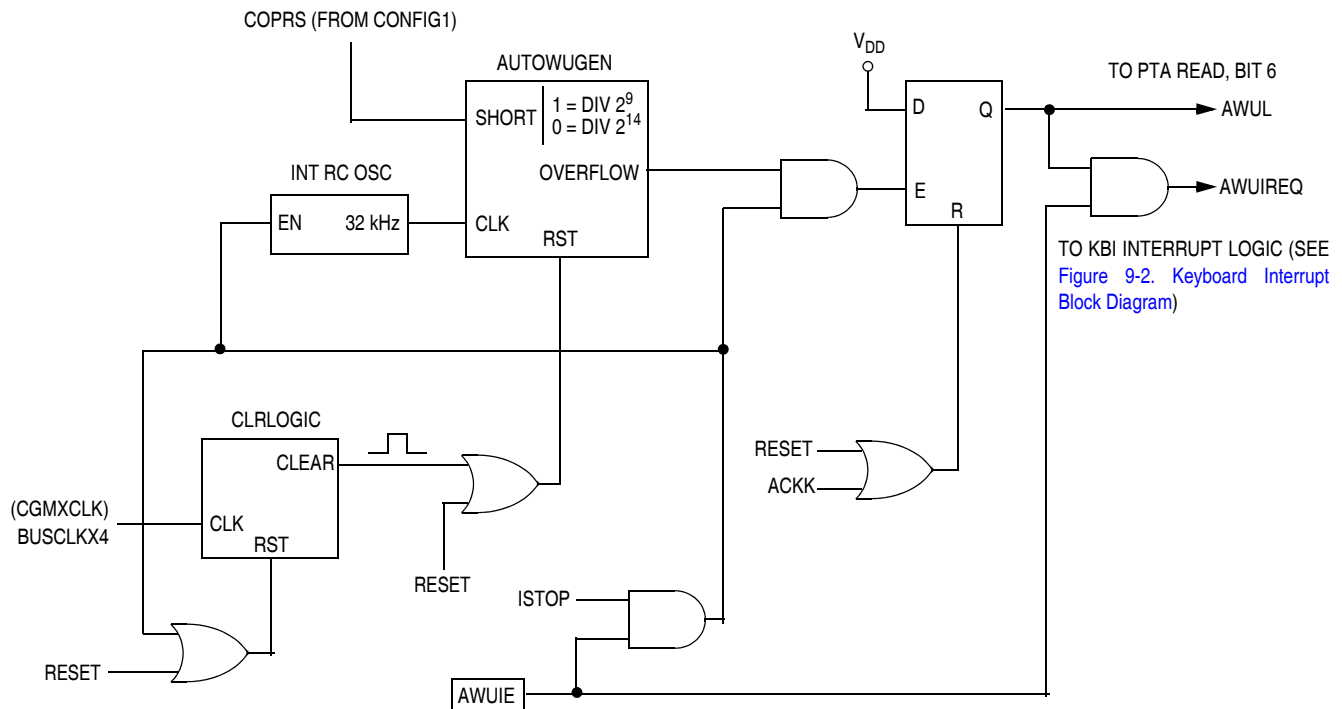 COPRS (FROM CONFIG1)
AUTOWUGEN
SHORT
1 = DIV 2^9
0 = DIV 2^14
OVERFLOW
CLK
RST
INT RC OSC
EN 32 kHz
V_DD
D Q
E
R
TO PTA READ, BIT 6
AWUL
AWUIREQ
TO KBI INTERRUPT LOGIC (SEE
Figure 9-2. Keyboard Interrupt
Block Diagram)
CLRLOGIC
CLEAR
(CGMXCLK)
BUSCLKX4
CLK
RST
RESET
RESET
ACKK
RESET
ISTOP
AWUIE